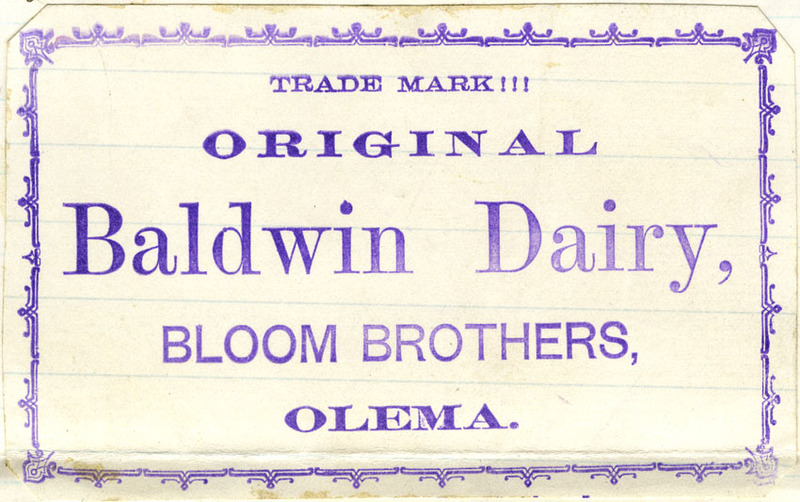 TRADE MARK!!!
ORIGINAL
Baldwin Dairy,
BLOOM BROTHERS,
OLEMA.